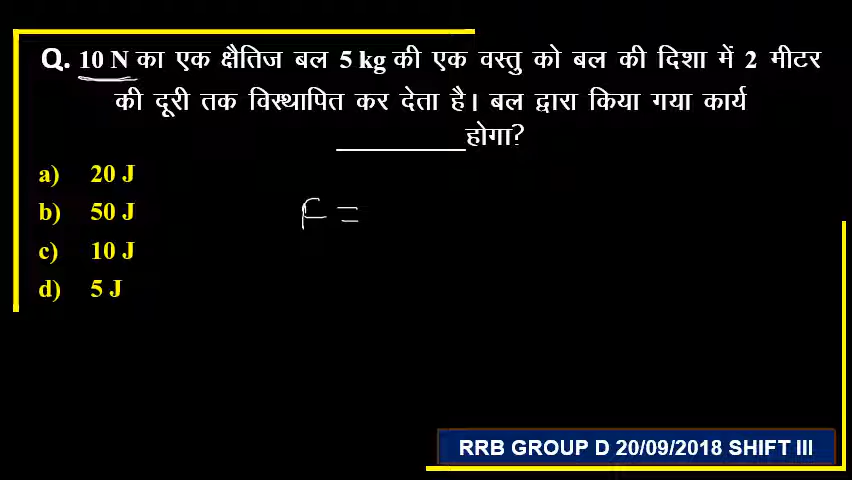 Q. 10 N का एक क्षैतिज बल 5 kg की एक वस्तु को बल की दिशा में 2 मीटर
की दूरी तक विस्थापित कर देता है। बल द्वारा किया गया कार्य
__________होगा?
a) 20 J
b) 50 J
c) 10 J
d) 5 J
F =
RRB GROUP D 20/09/2018 SHIFT III